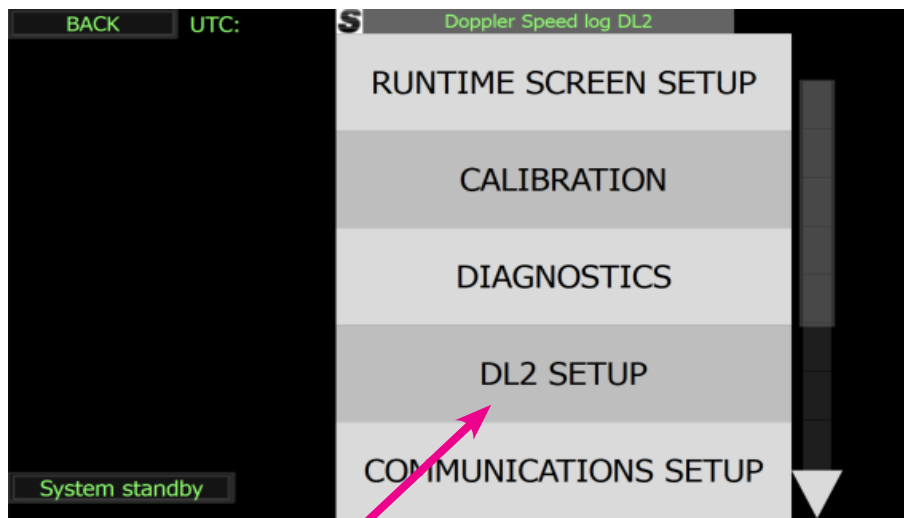 BACK UTC: S Doppler Speed log DL2
RUNTIME SCREEN SETUP
CALIBRATION
DIAGNOSTICS
DL2 SETUP
COMMUNICATIONS SETUP
System standby